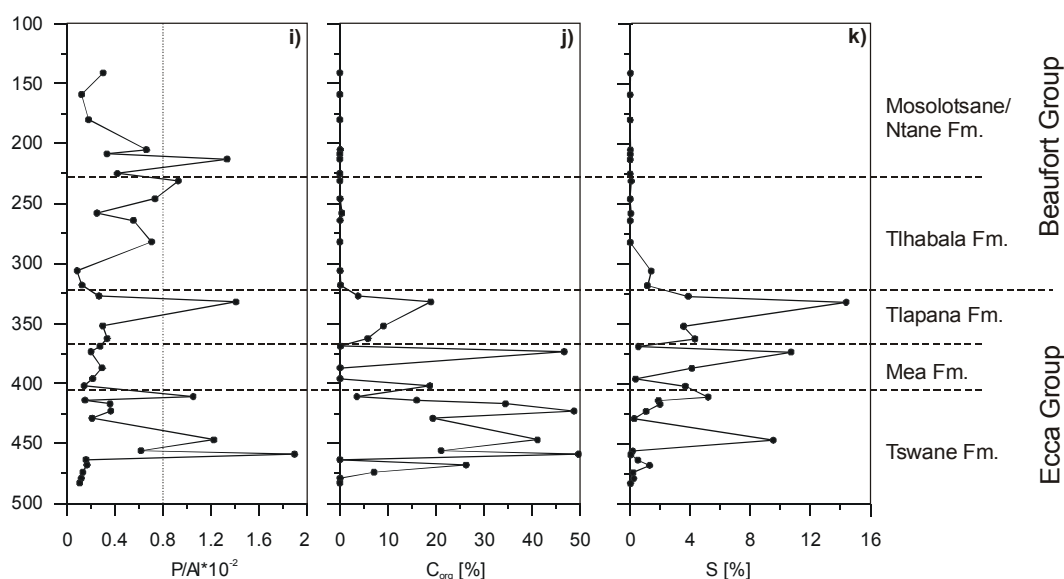 100
150
200
250
300
350
400
450
500
i)
0
0.4
0.8
1.2
1.6
2
P/Al*10-2
j)
0
10
20
30
40
50
Corg [%]
k)
0
4
8
12
16
S [%]
Mosolotsane/
Ntane Fm.
Tlhabala Fm.
Tlapana Fm.
Mea Fm.
Tswane Fm.
Beaufort Group
Ecca Group